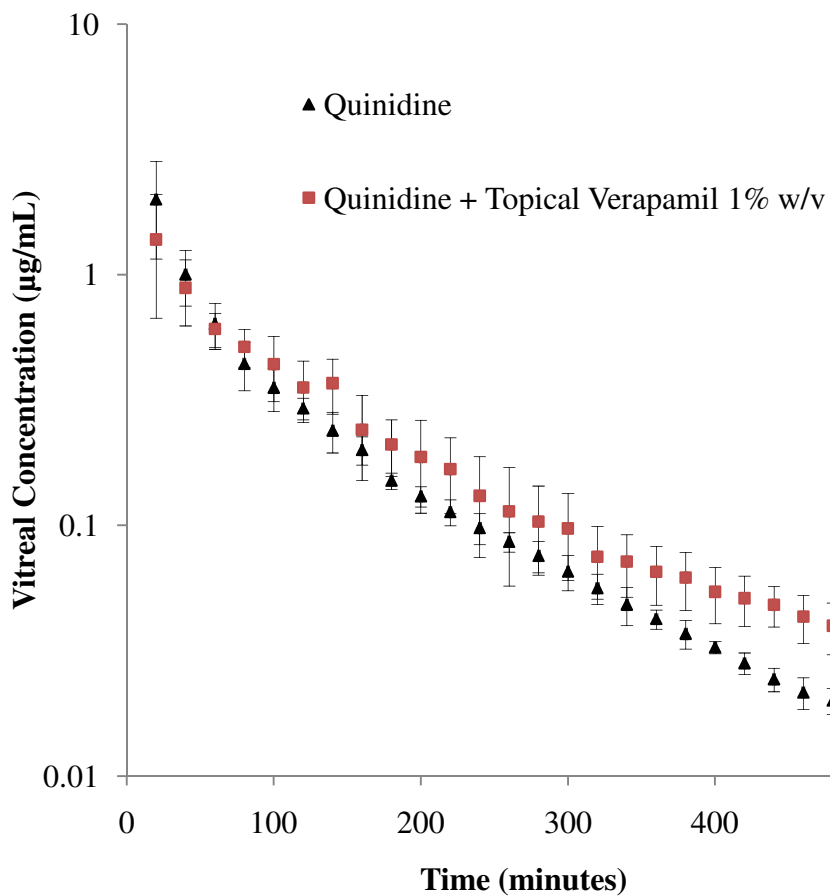 10
Quinidine
Quinidine + Topical Verapamil 1% w/v
1
0.1
0.01
Vitreal Concentration (µg/mL)
0
100
200
300
400
Time (minutes)